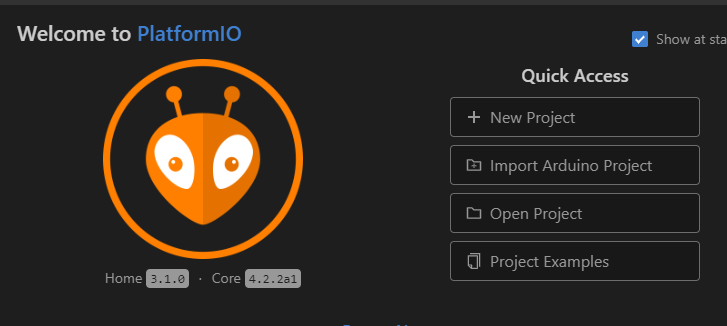 Welcome to PlatformIO
Show at sta
Quick Access
New Project
Import Arduino Project
Open Project
Project Examples
Home 3.1.0 · Core 4.2.2a1